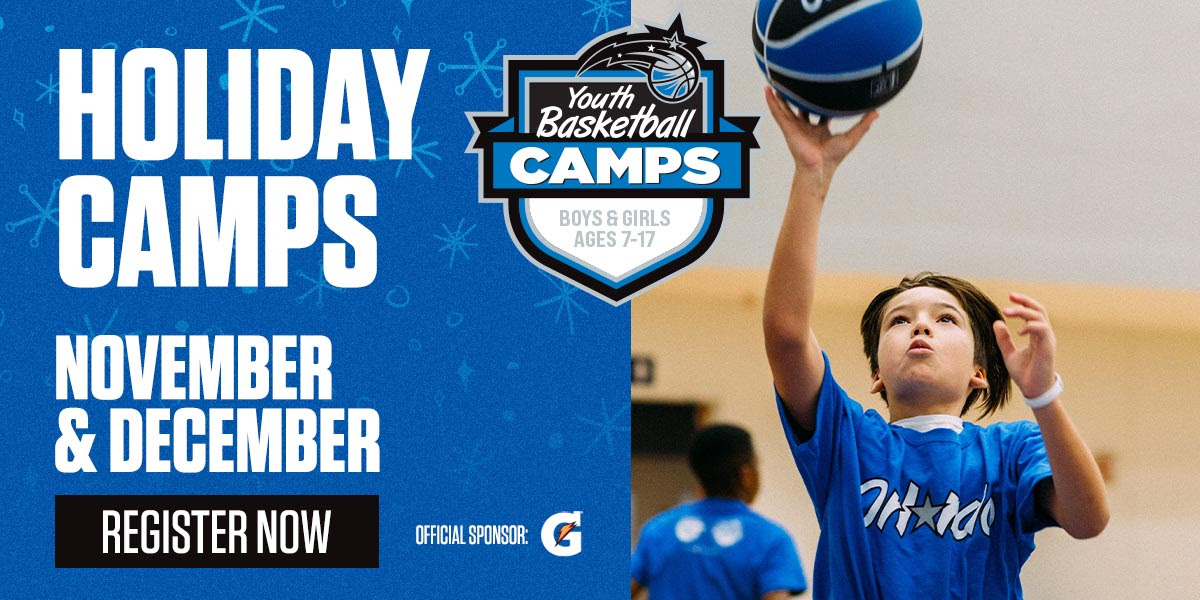 HOLIDAY
CAMPS
NOVEMBER
& DECEMBER
REGISTER NOW
OFFICIAL SPONSOR:
G
Youth
Basketball
CAMPS
BOYS & GIRLS
AGES 7-17
Orlando